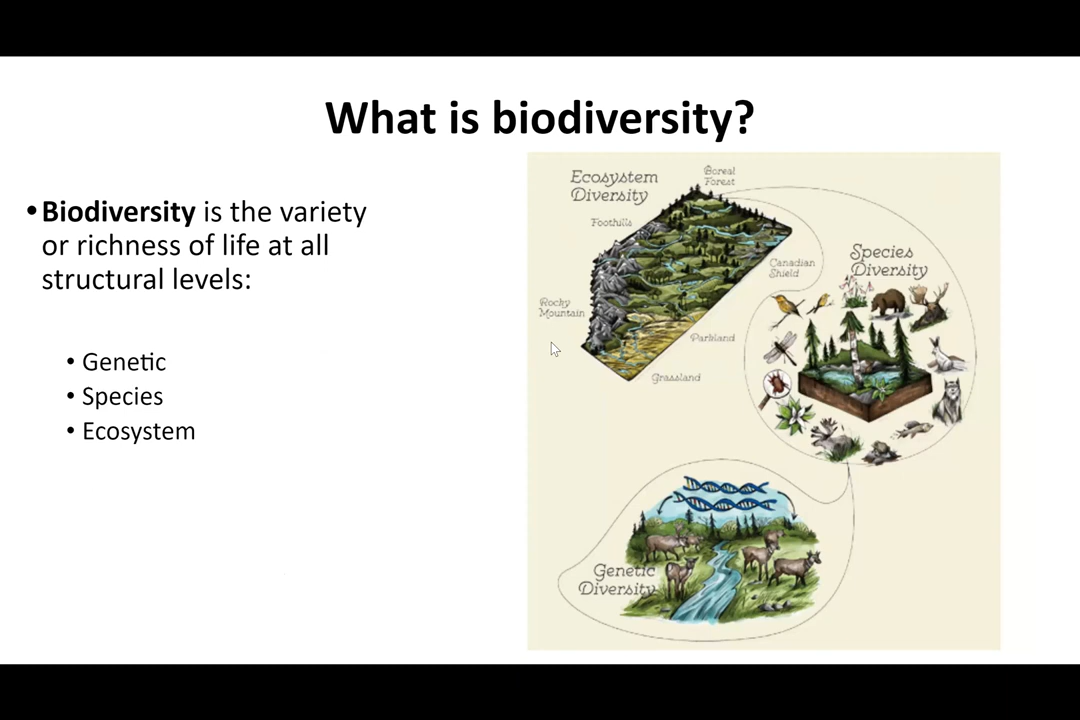 What is biodiversity?
•Biodiversity is the variety
or richness of life at all
structural levels:
• Genetic
• Species
• Ecosystem
Ecosystem
Diversity
Boreal
Forest
Foothills
Canadian
Shield
Rocky
Mountain
Parkland
Grassland
Species
Diversity
Genetic
Diversity